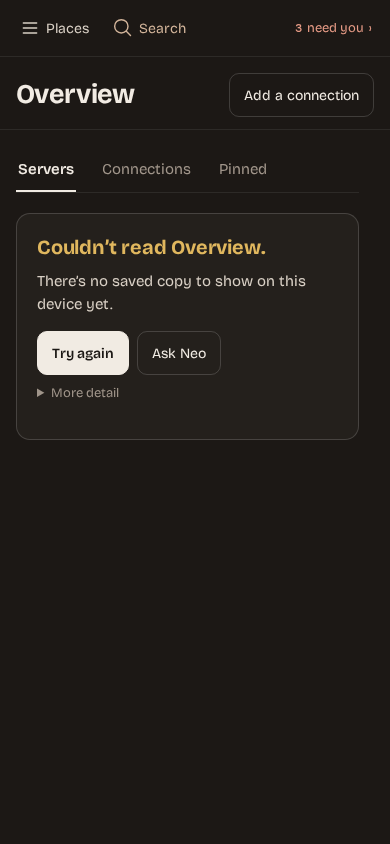 Places
Search
3 need you ›
Overview
Add a connection
Servers
Connections
Pinned
Couldn’t read Overview.
There’s no saved copy to show on this
device yet.
Try again
Ask Neo
More detail